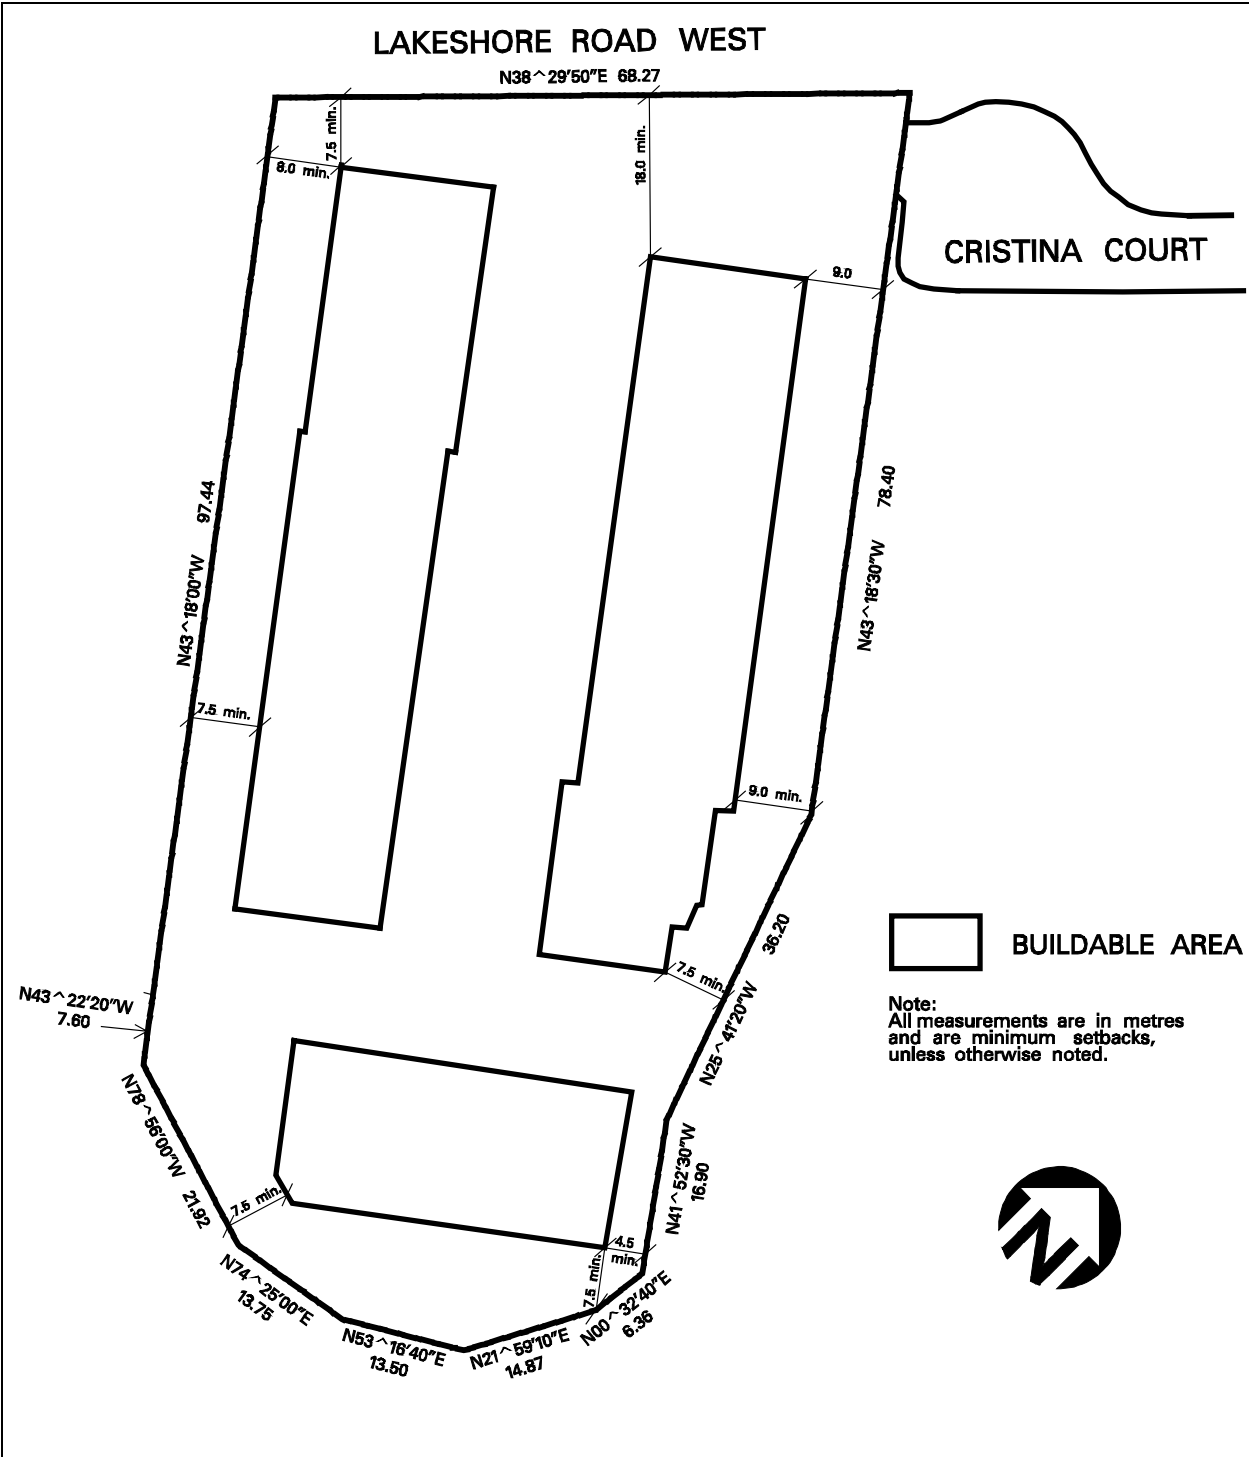 LAKESHORE ROAD WEST
N38^29'50"E 68.27
7.5 min.
8.0 min.
18.0 min.
CRISTINA COURT
9.0
97.44
N43^18'00"W
78.40
N43^18'30"W
7.5 min.
9.0 min.
36.20
N25^41'20"W
7.5 min.
BUILDABLE AREA
Note:
All measurements are in metres
and are minimum setbacks,
unless otherwise noted.
N43^22'20"W
7.60
N78^56'00"W 21.92
7.5 min.
N41^52'30"W
16.90
4.5
min.
7.5 min.
N74^25'00"E
13.75
N53^16'40"E
13.50
N21^59'10"E
14.87
N00^32'40"E
6.36
N